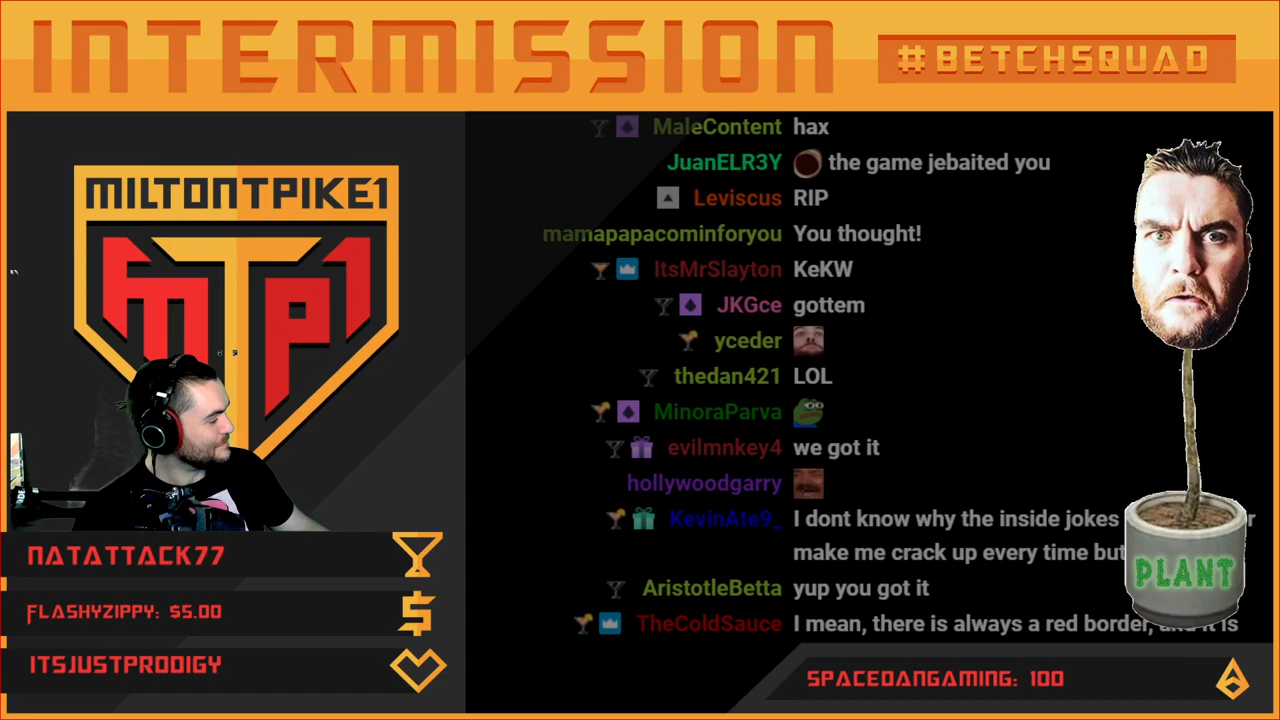 INTERMISSION
#BETCHSQUAD
MILTONTPIKE1
MTP1
MaleContent hax
JuanELR3Y the game jebaited you
Leviscus RIP
mamapapacominforyou You thought!
ItsMrSlayton KeKW
JKGce gottem
yceder
thedan421 LOL
MinoraParva
evilmnkey4 we got it
hollywoodgarry
KevinAte9_ I dont know why the inside jokes
make me crack up every time but
AristotleBetta yup you got it
TheColdSauce I mean, there is always a red border, and it is
PLANT
NATATTACK77
FLASHYZIPPY: $5.00
$
ITSJUSTPRODIGY
SPACEDANGAMING: 100